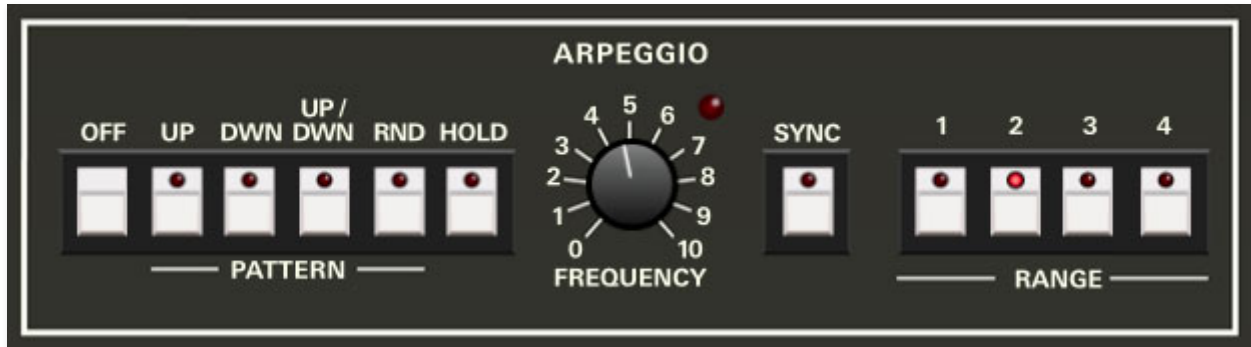 ARPEGGIO
OFF UP DWN UP / DWN RND HOLD
0 1 2 3 4 5 6 7 8 9 10
SYNC
1 2 3 4
PATTERN
FREQUENCY
RANGE